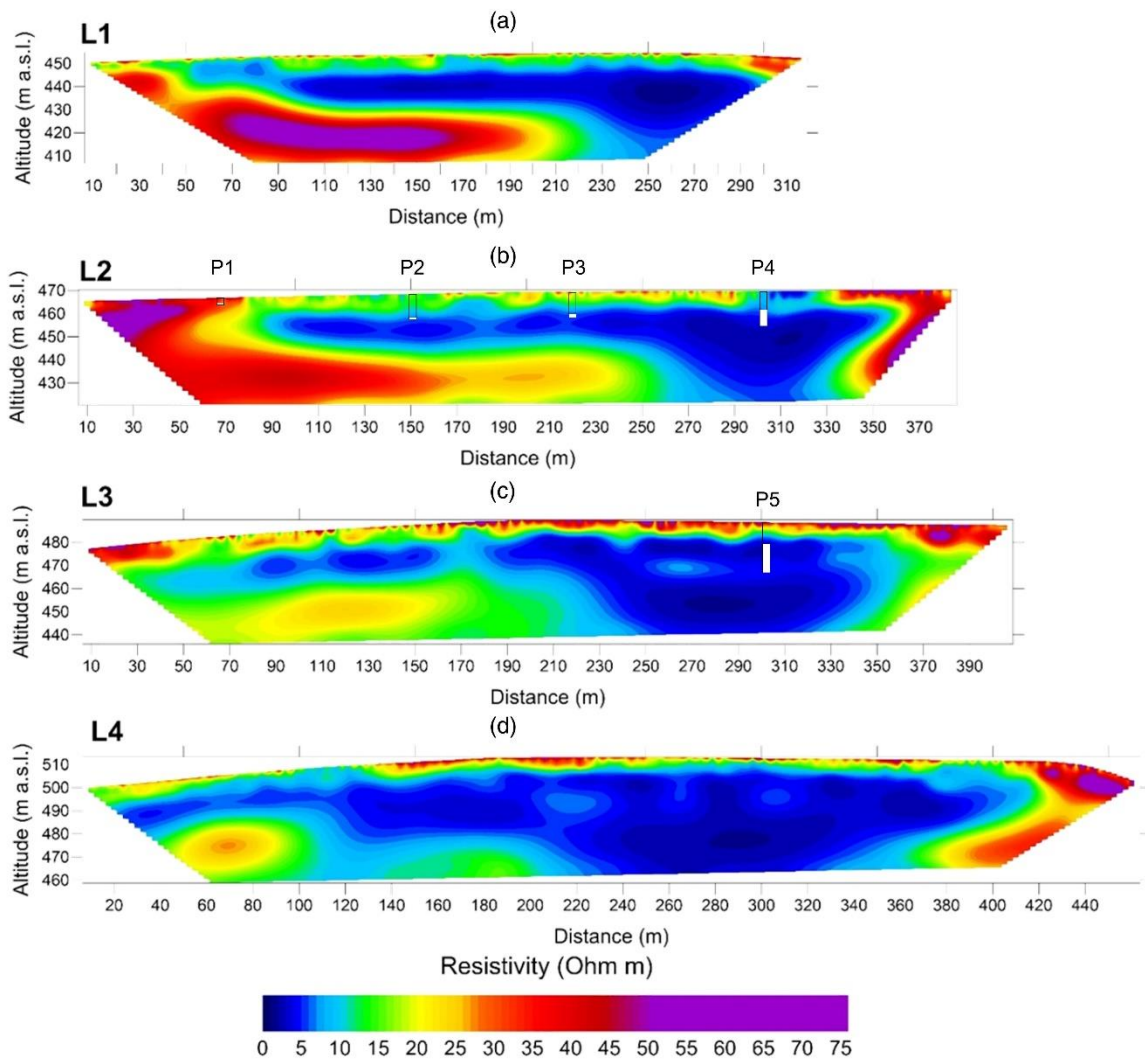 (a)
L1
Altitude (m a.s.l.)
450
440
430
420
410
10 30 50 70 90 110 130 150 170 190 210 230 250 270 290 310
Distance (m)
(b)
L2
P1 P2 P3 P4
Altitude (m a.s.l.)
470
460
450
440
430
10 30 50 70 90 110 130 150 170 190 210 230 250 270 290 310 330 350 370
Distance (m)
(c)
L3
P5
Altitude (m a.s.l.)
480
470
460
450
440
10 30 50 70 90 110 130 150 170 190 210 230 250 270 290 310 330 350 370 390
Distance (m)
(d)
L4
Altitude (m a.s.l.)
510
500
490
480
470
460
20 40 60 80 100 120 140 160 180 200 220 240 260 280 300 320 340 360 380 400 420 440
Distance (m)
Resistivity (Ohm m)
0 5 10 15 20 25 30 35 40 45 50 55 60 65 70 75